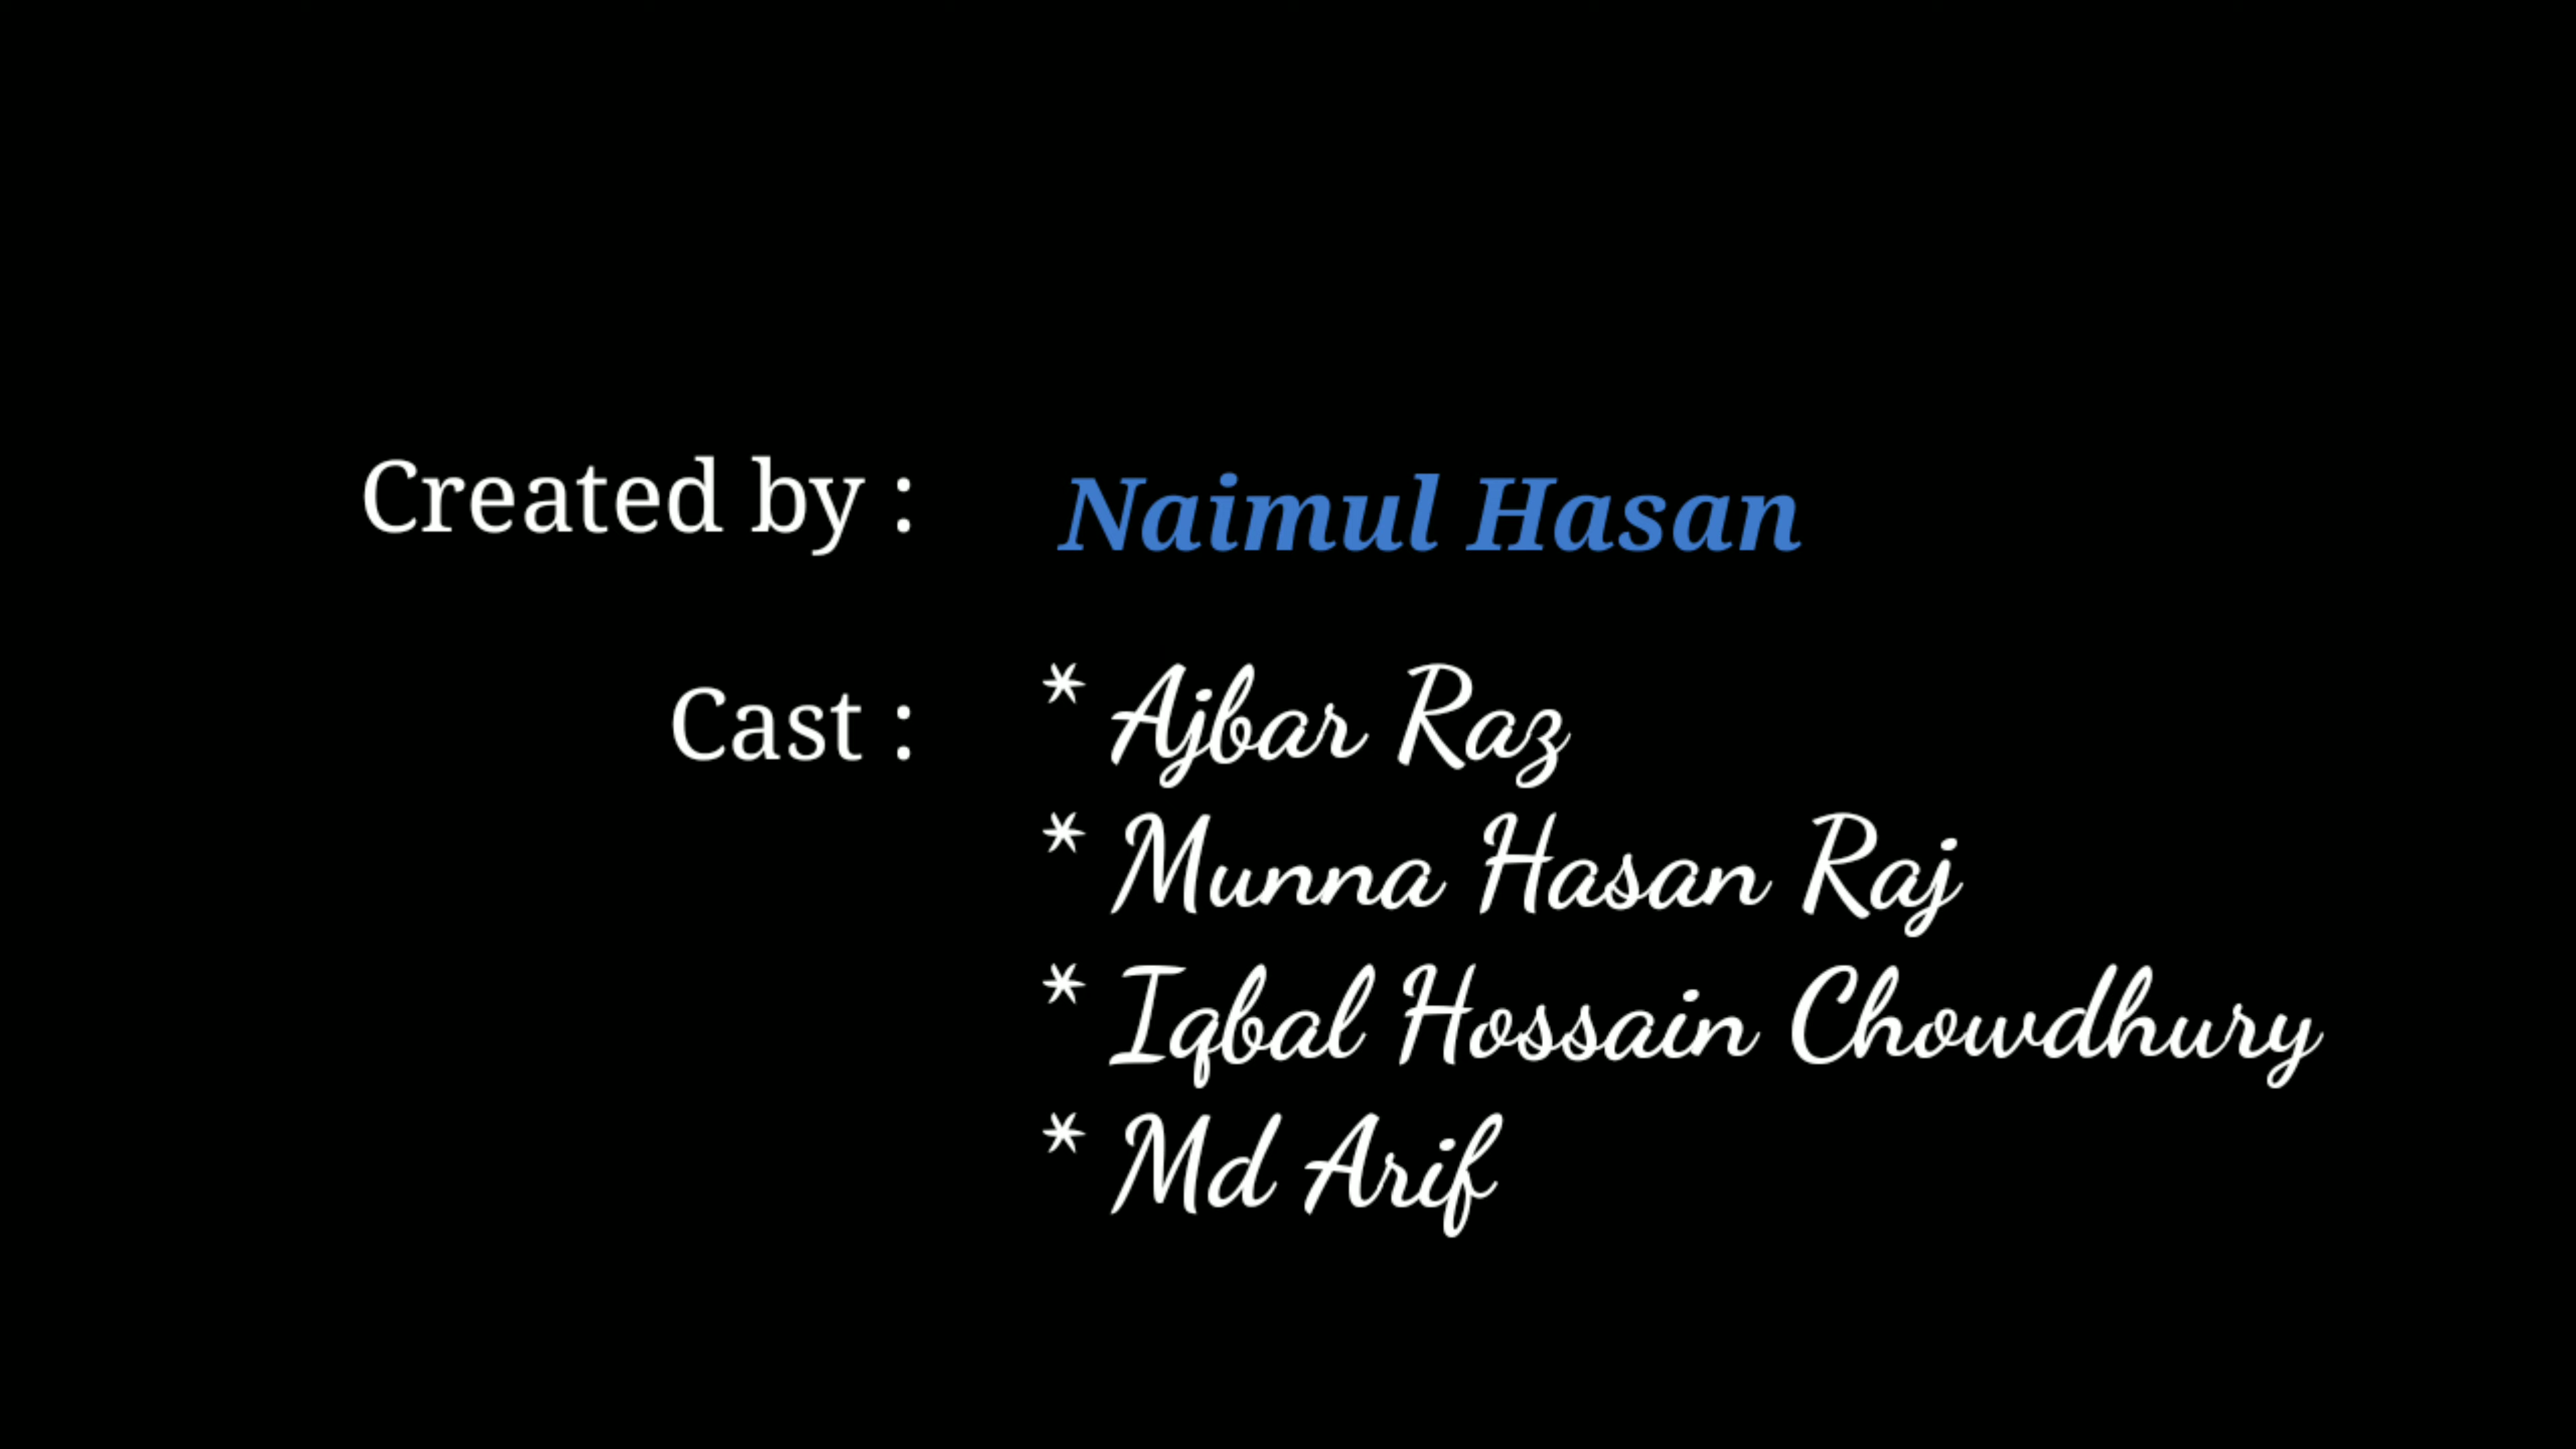 Created by : Naimul Hasan
Cast : * Ajbar Raz
* Munna Hasan Raj
* Iqbal Hossain Chowdhury
* Md Arif